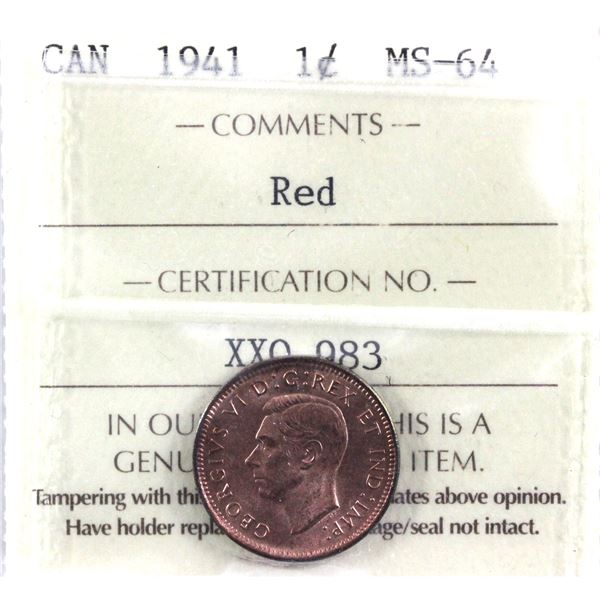 CAN 1941 1¢ MS-64
— COMMENTS —
Red
— CERTIFICATION NO. —
XXQ 983
IN OU HIS IS A
GENU ITEM.
Tampering with thi ates above opinion.
Have holder repla age/seal not intact.
GEORGIVS VI D:G:REX ET IND:IMP: